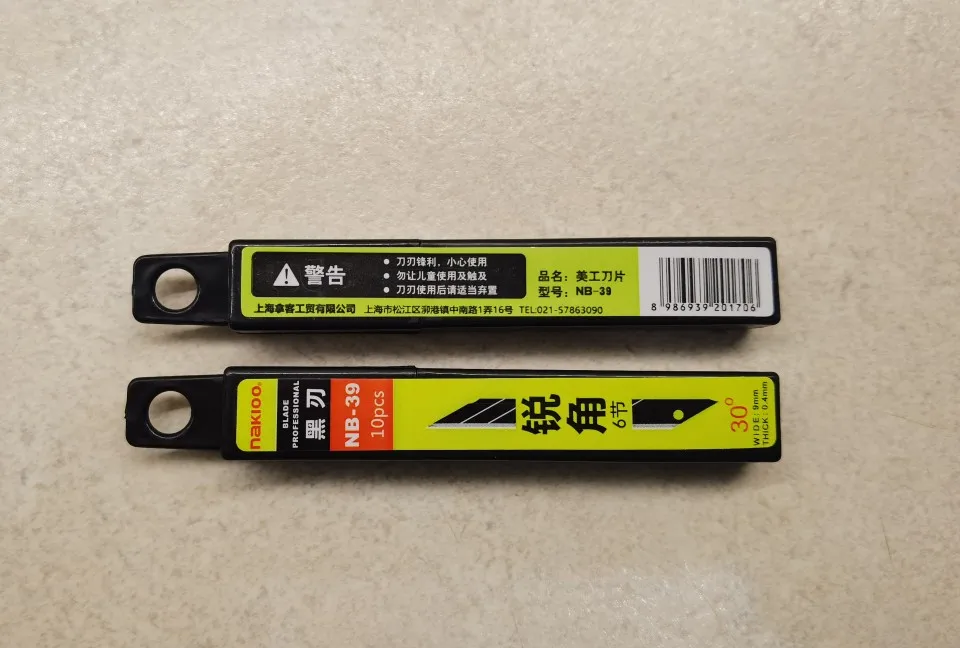 警告
刀刃锋利，小心使用
勿让儿童使用及触及
刀刃使用后请适当弃置
上海拿客工贸有限公司 上海市松江区泖港镇中南路1弄16号 TEL:021-57863090
品名：美工刀片
型号：NB-39
8 986939 201706
nakioo
BLADE
PROFESSIONAL
黑刃
NB-39
10pcs
锐角
6节
30°
WIDE:9mm
THICK:0.4mm